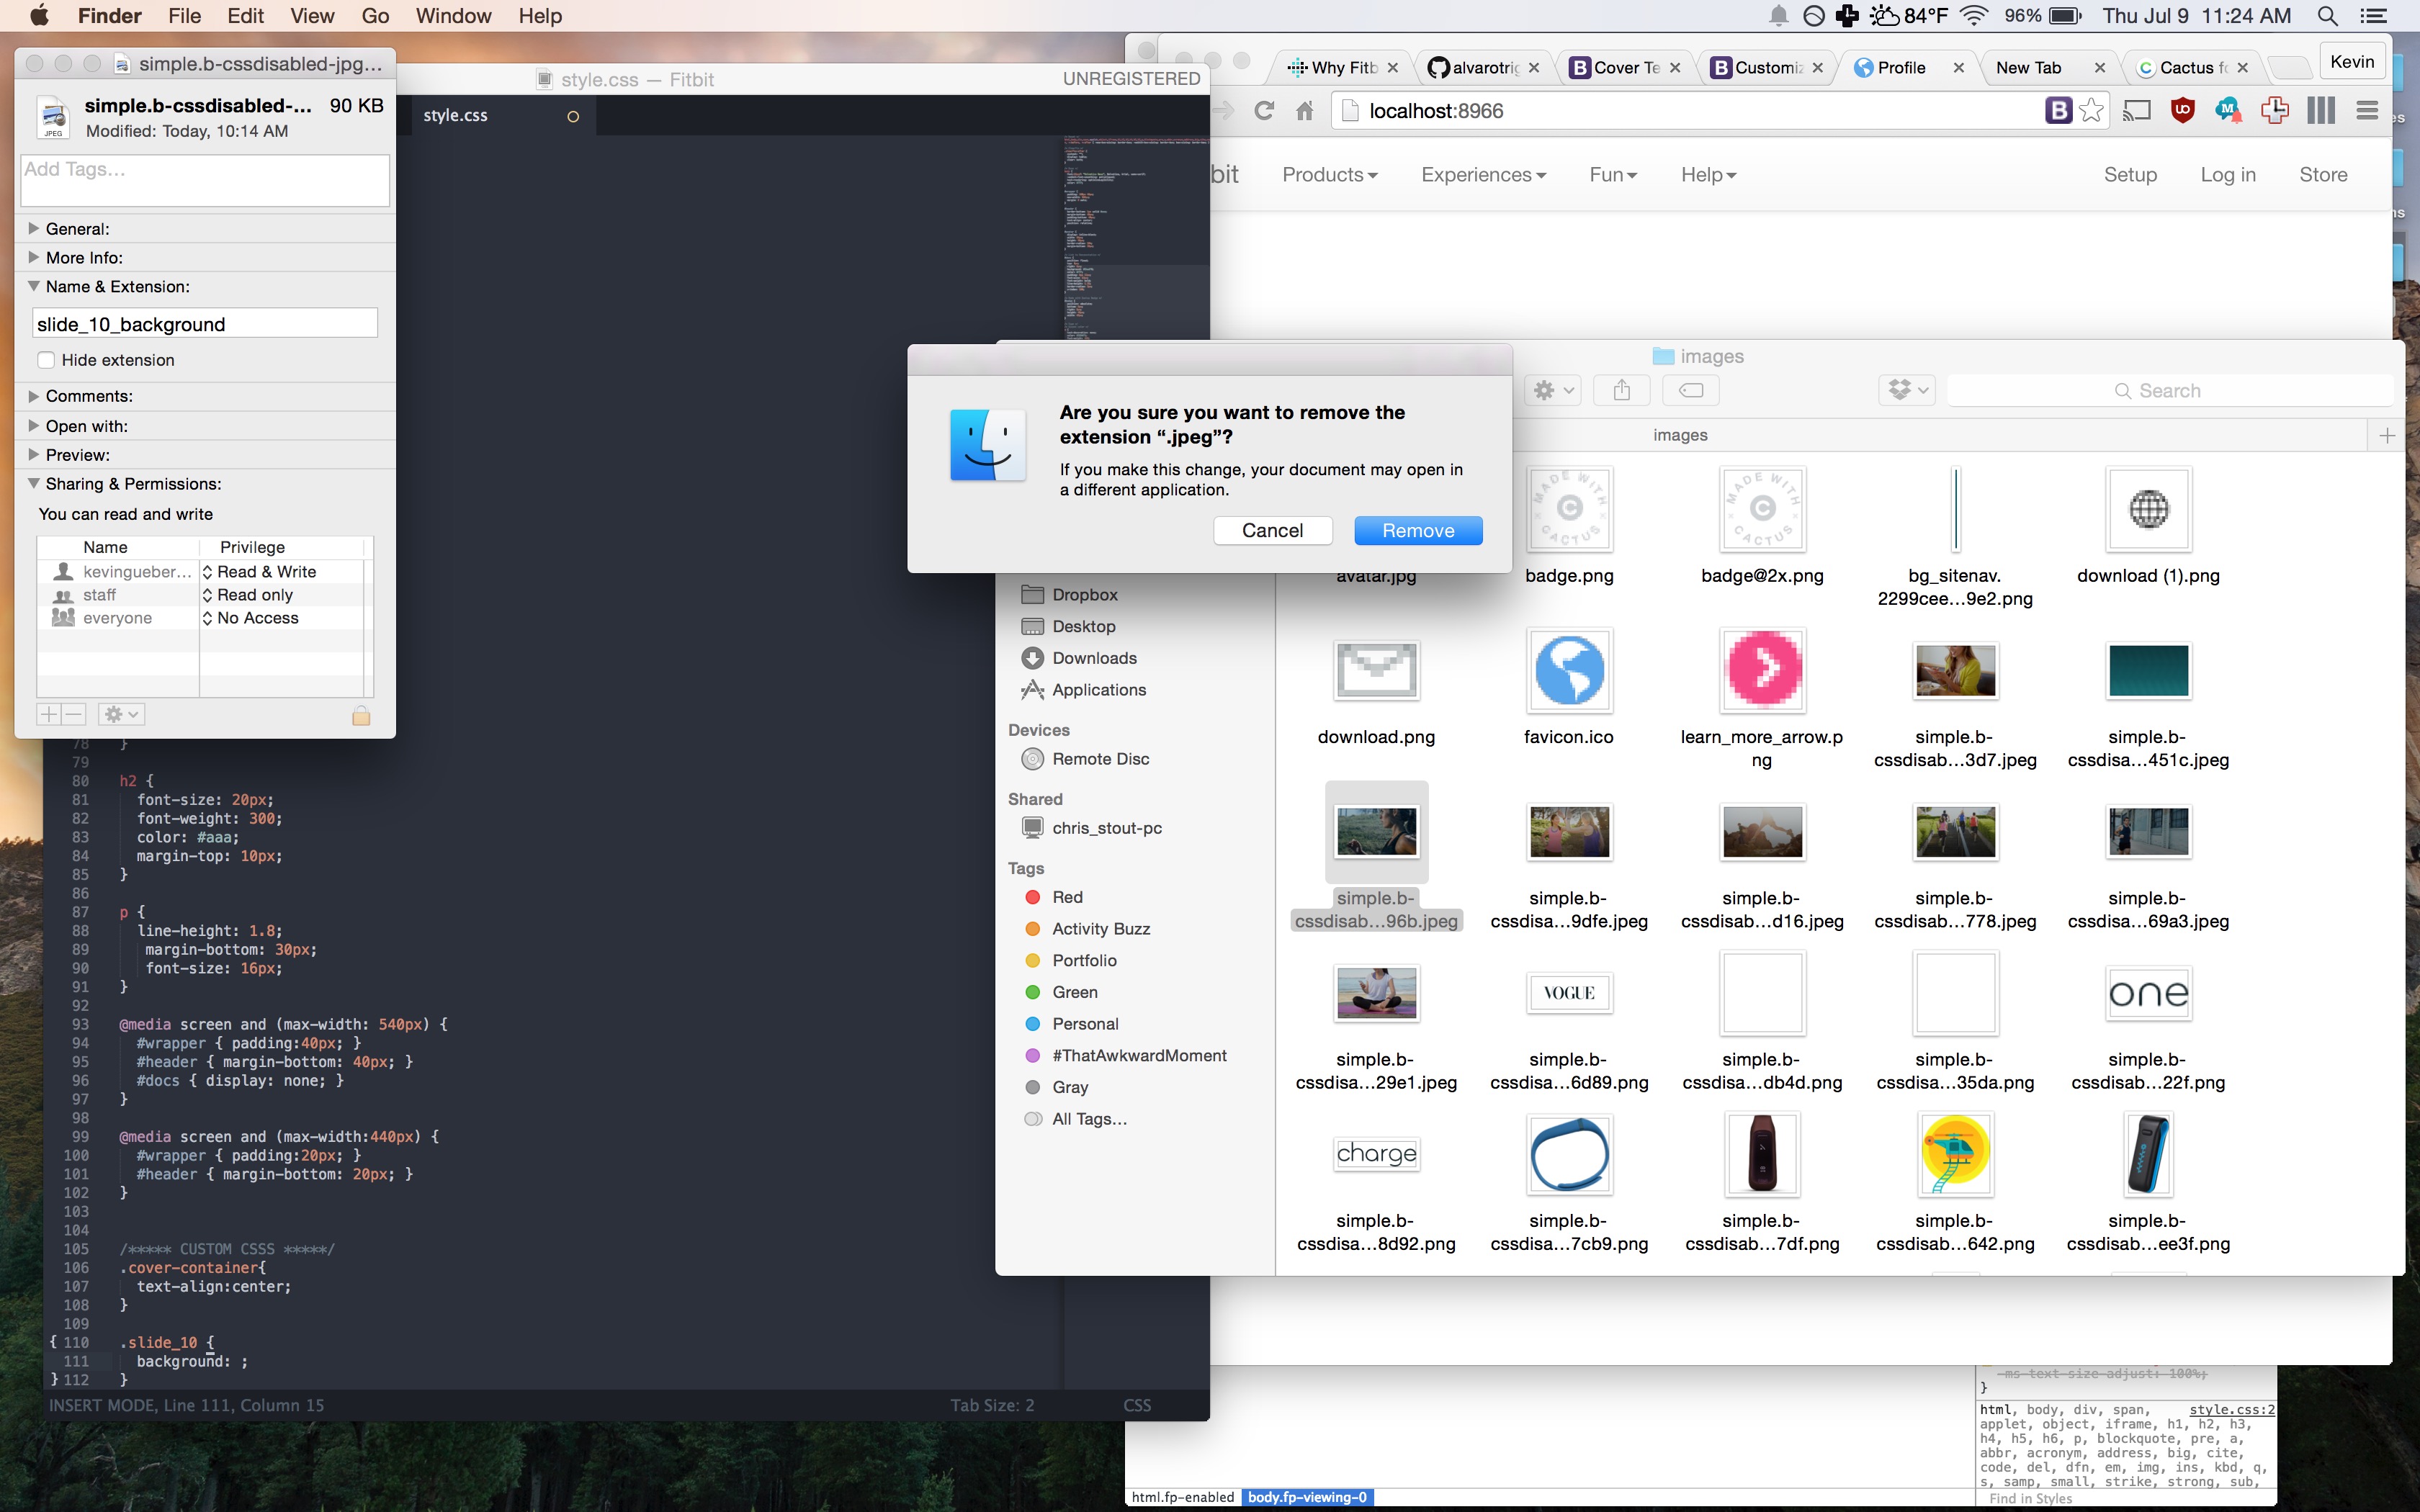 Finder File Edit View Go Window Help
84°F 96% Thu Jul 9 11:24 AM
simple.b-cssdisabled-jpg...
simple.b-cssdisabled-... 90 KB
Modified: Today, 10:14 AM
JPEG
Add Tags...
General:
More Info:
Name & Extension:
slide_10_background
Hide extension
Comments:
Open with:
Preview:
Sharing & Permissions:
You can read and write
Name Privilege
kevingueber... Read & Write
staff Read only
everyone No Access
style.css — Fitbit UNREGISTERED
style.css
78 }
79
80 h2 {
81 font-size: 20px;
82 font-weight: 300;
83 color: #aaa;
84 margin-top: 10px;
85 }
86
87 p {
88 line-height: 1.8;
89 margin-bottom: 30px;
90 font-size: 16px;
91 }
92
93 @media screen and (max-width: 540px) {
94 #wrapper { padding:40px; }
95 #header { margin-bottom: 40px; }
96 #docs { display: none; }
97 }
98
99 @media screen and (max-width:440px) {
100 #wrapper { padding:20px; }
101 #header { margin-bottom: 20px; }
102 }
103
104
105 /***** CUSTOM CSSS *****/
106 .cover-container{
107 text-align:center;
108 }
109
{ 110 .slide_10 {
111 background: ;
} 112 }
INSERT MODE, Line 111, Column 15 Tab Size: 2 CSS
Why Fitb alvarotrig Cover Te Customiz Profile New Tab Cactus fo Kevin
localhost:8966
bit Products Experiences Fun Help Setup Log in Store
Are you sure you want to remove the
extension “.jpeg”?
If you make this change, your document may open in
a different application.
Cancel Remove
images
Search
images
Dropbox
Desktop
Downloads
Applications
Devices
Remote Disc
Shared
chris_stout-pc
Tags
Red
Activity Buzz
Portfolio
Green
Personal
#ThatAwkwardMoment
Gray
All Tags...
MADE WITH CACTUS
MADE WITH CACTUS
avatar.jpg badge.png badge@2x.png bg_sitenav. download (1).png
2299cee...9e2.png
download.png favicon.ico learn_more_arrow.p simple.b- simple.b-
ng cssdisab...3d7.jpeg cssdisa...451c.jpeg
simple.b- simple.b- simple.b- simple.b- simple.b-
cssdisab...96b.jpeg cssdisa...9dfe.jpeg cssdisab...d16.jpeg cssdisab...778.jpeg cssdisa...69a3.jpeg
VOGUE one
simple.b- simple.b- simple.b- simple.b- simple.b-
cssdisa...29e1.jpeg cssdisa...6d89.png cssdisa...db4d.png cssdisa...35da.png cssdisab...22f.png
charge
simple.b- simple.b- simple.b- simple.b- simple.b-
cssdisa...8d92.png cssdisa...7cb9.png cssdisab...7df.png cssdisab...642.png cssdisab...ee3f.png
-ms-text-size-adjust: 100%;
}
html, body, div, span, style.css:2
applet, object, iframe, h1, h2, h3,
h4, h5, h6, p, blockquote, pre, a,
abbr, acronym, address, big, cite,
code, del, dfn, em, img, ins, kbd, q,
s, samp, small, strike, strong, sub,
Find in Styles
html.fp-enabled body.fp-viewing-0